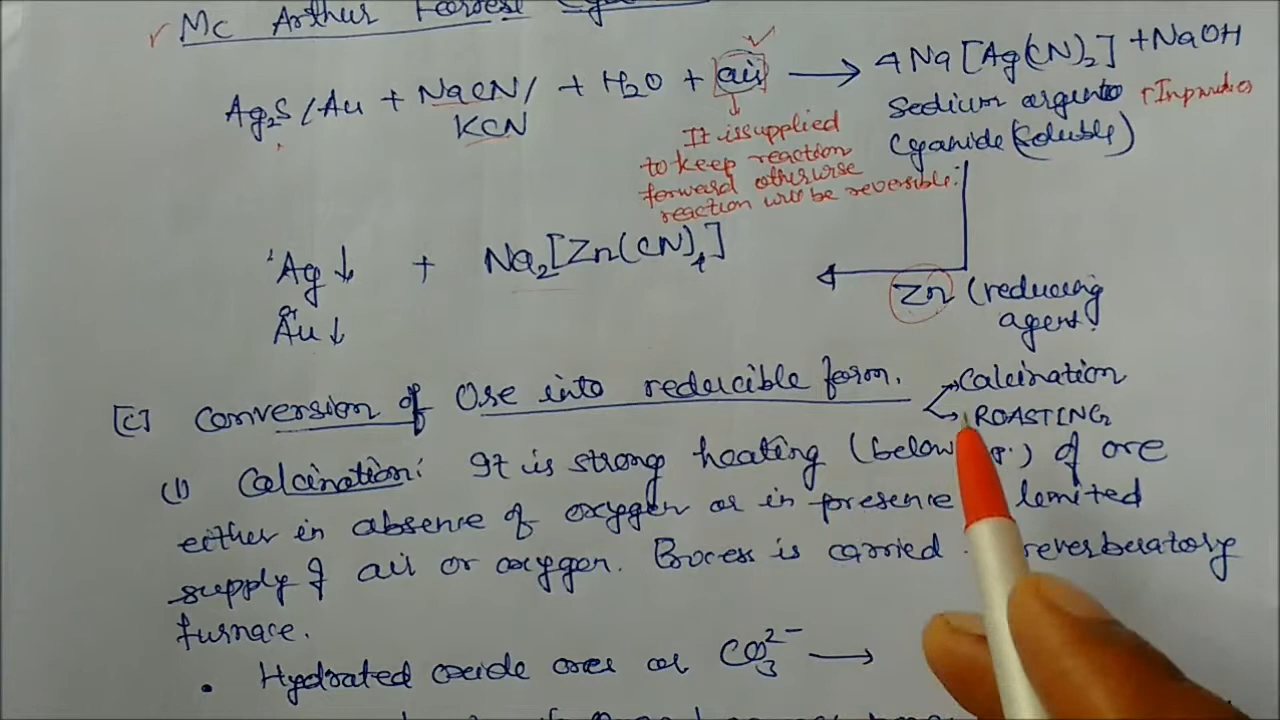 Mc Arthur Forrest
Ag2S/Au + NaCN/ + H2O + air → 4Na[Ag(CN)2] + NaOH
KCN
Sodium argento
Cyanide (soluble)
It is supplied
to keep reaction
forward otherwise
reaction will be reversible.
Ag↓ + Na2[Zn(CN)4]
or
Au↓
Zn (reducing
agent.
[C] Conversion of Ore into reducible form.
Calcination
ROASTING
(1) Calcination: It is strong heating (below p.) of ore
either in absence of oxygen or in presence limited
supply of air or oxygen. Process is carried reverberatory
furnace.
• Hydrated oxide ores or CO3^2- →